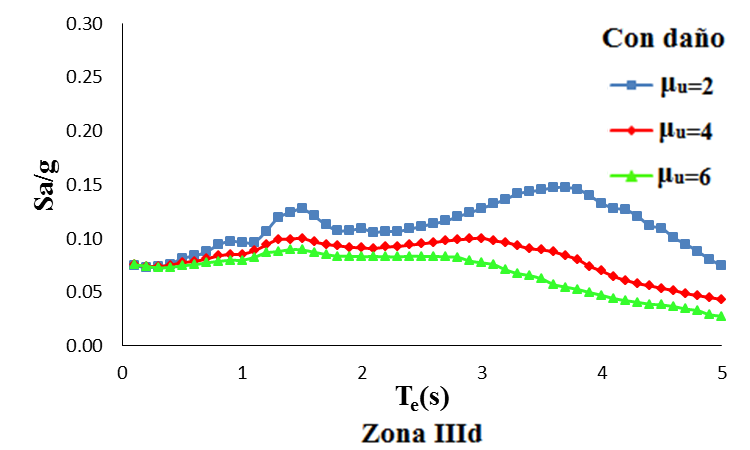 0.30
0.25
0.20
0.15
0.10
0.05
0.00
Sa/g
Con daño
μu=2
μu=4
μu=6
0 1 2 3 4 5
Te(s)
Zona IIId